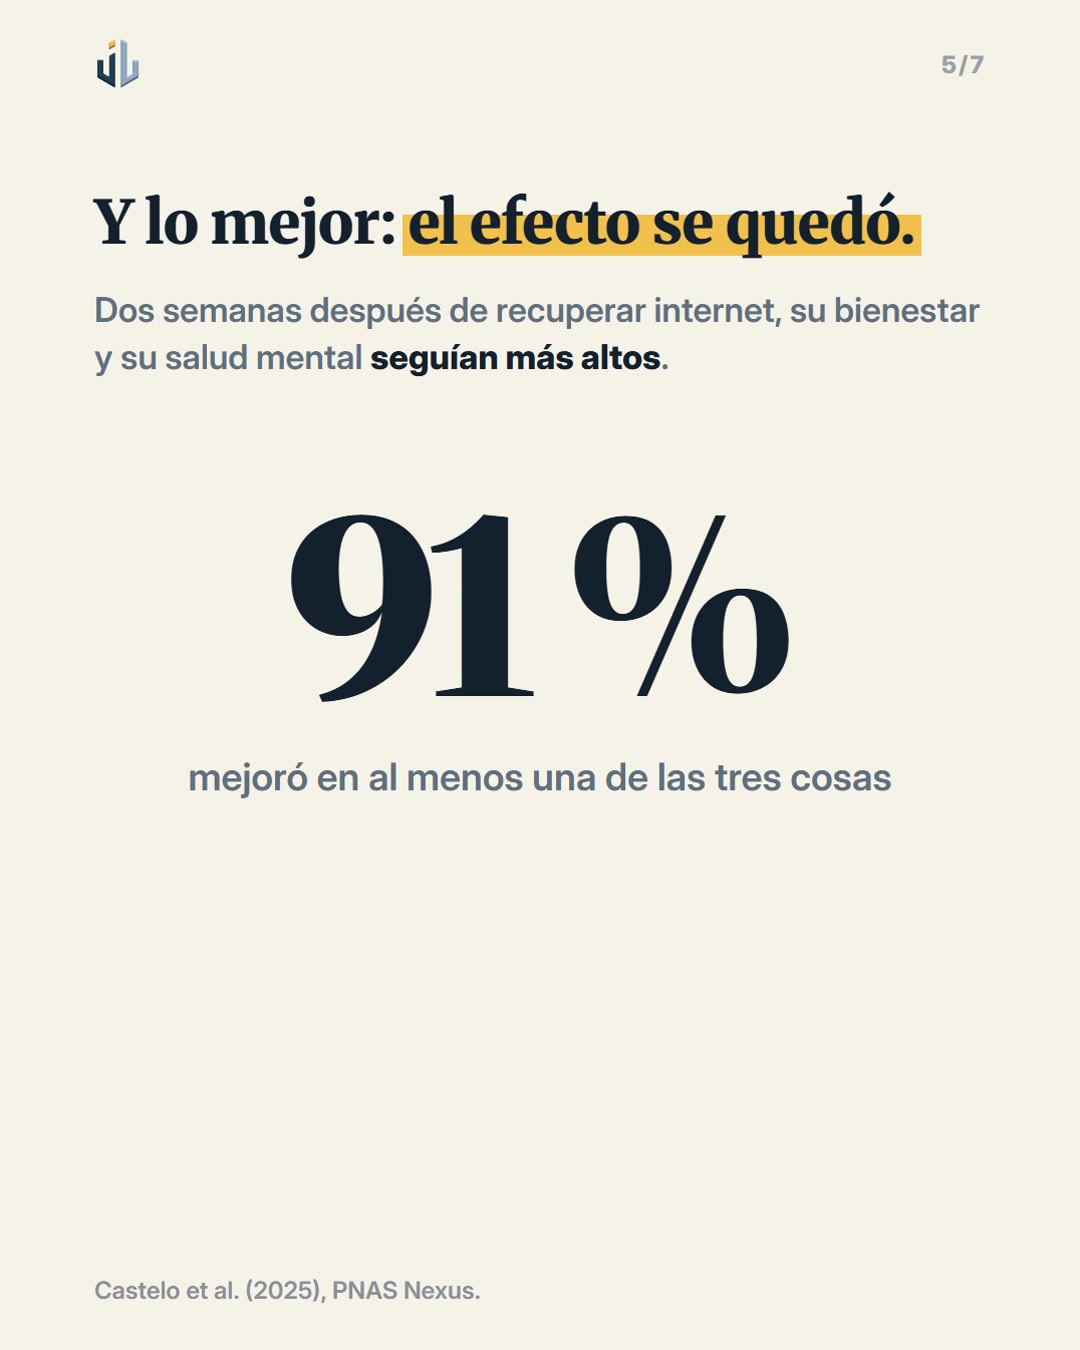 5/7
Y lo mejor: el efecto se quedó.
Dos semanas después de recuperar internet, su bienestar
y su salud mental seguían más altos.
91 %
mejoró en al menos una de las tres cosas
Castelo et al. (2025), PNAS Nexus.